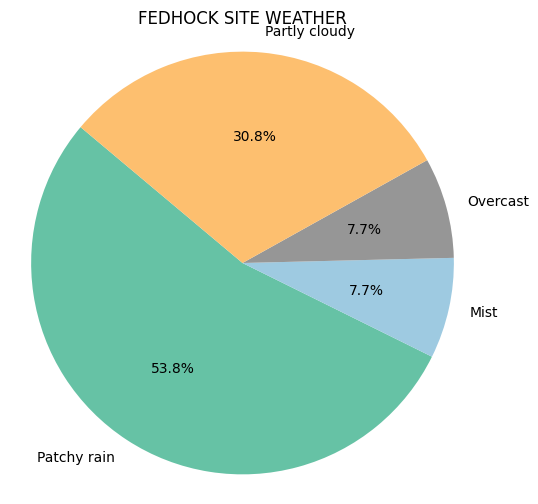 FEDHOCK SITE WEATHER
Partly cloudy
30.8%
Overcast
7.7%
7.7%
Mist
53.8%
Patchy rain